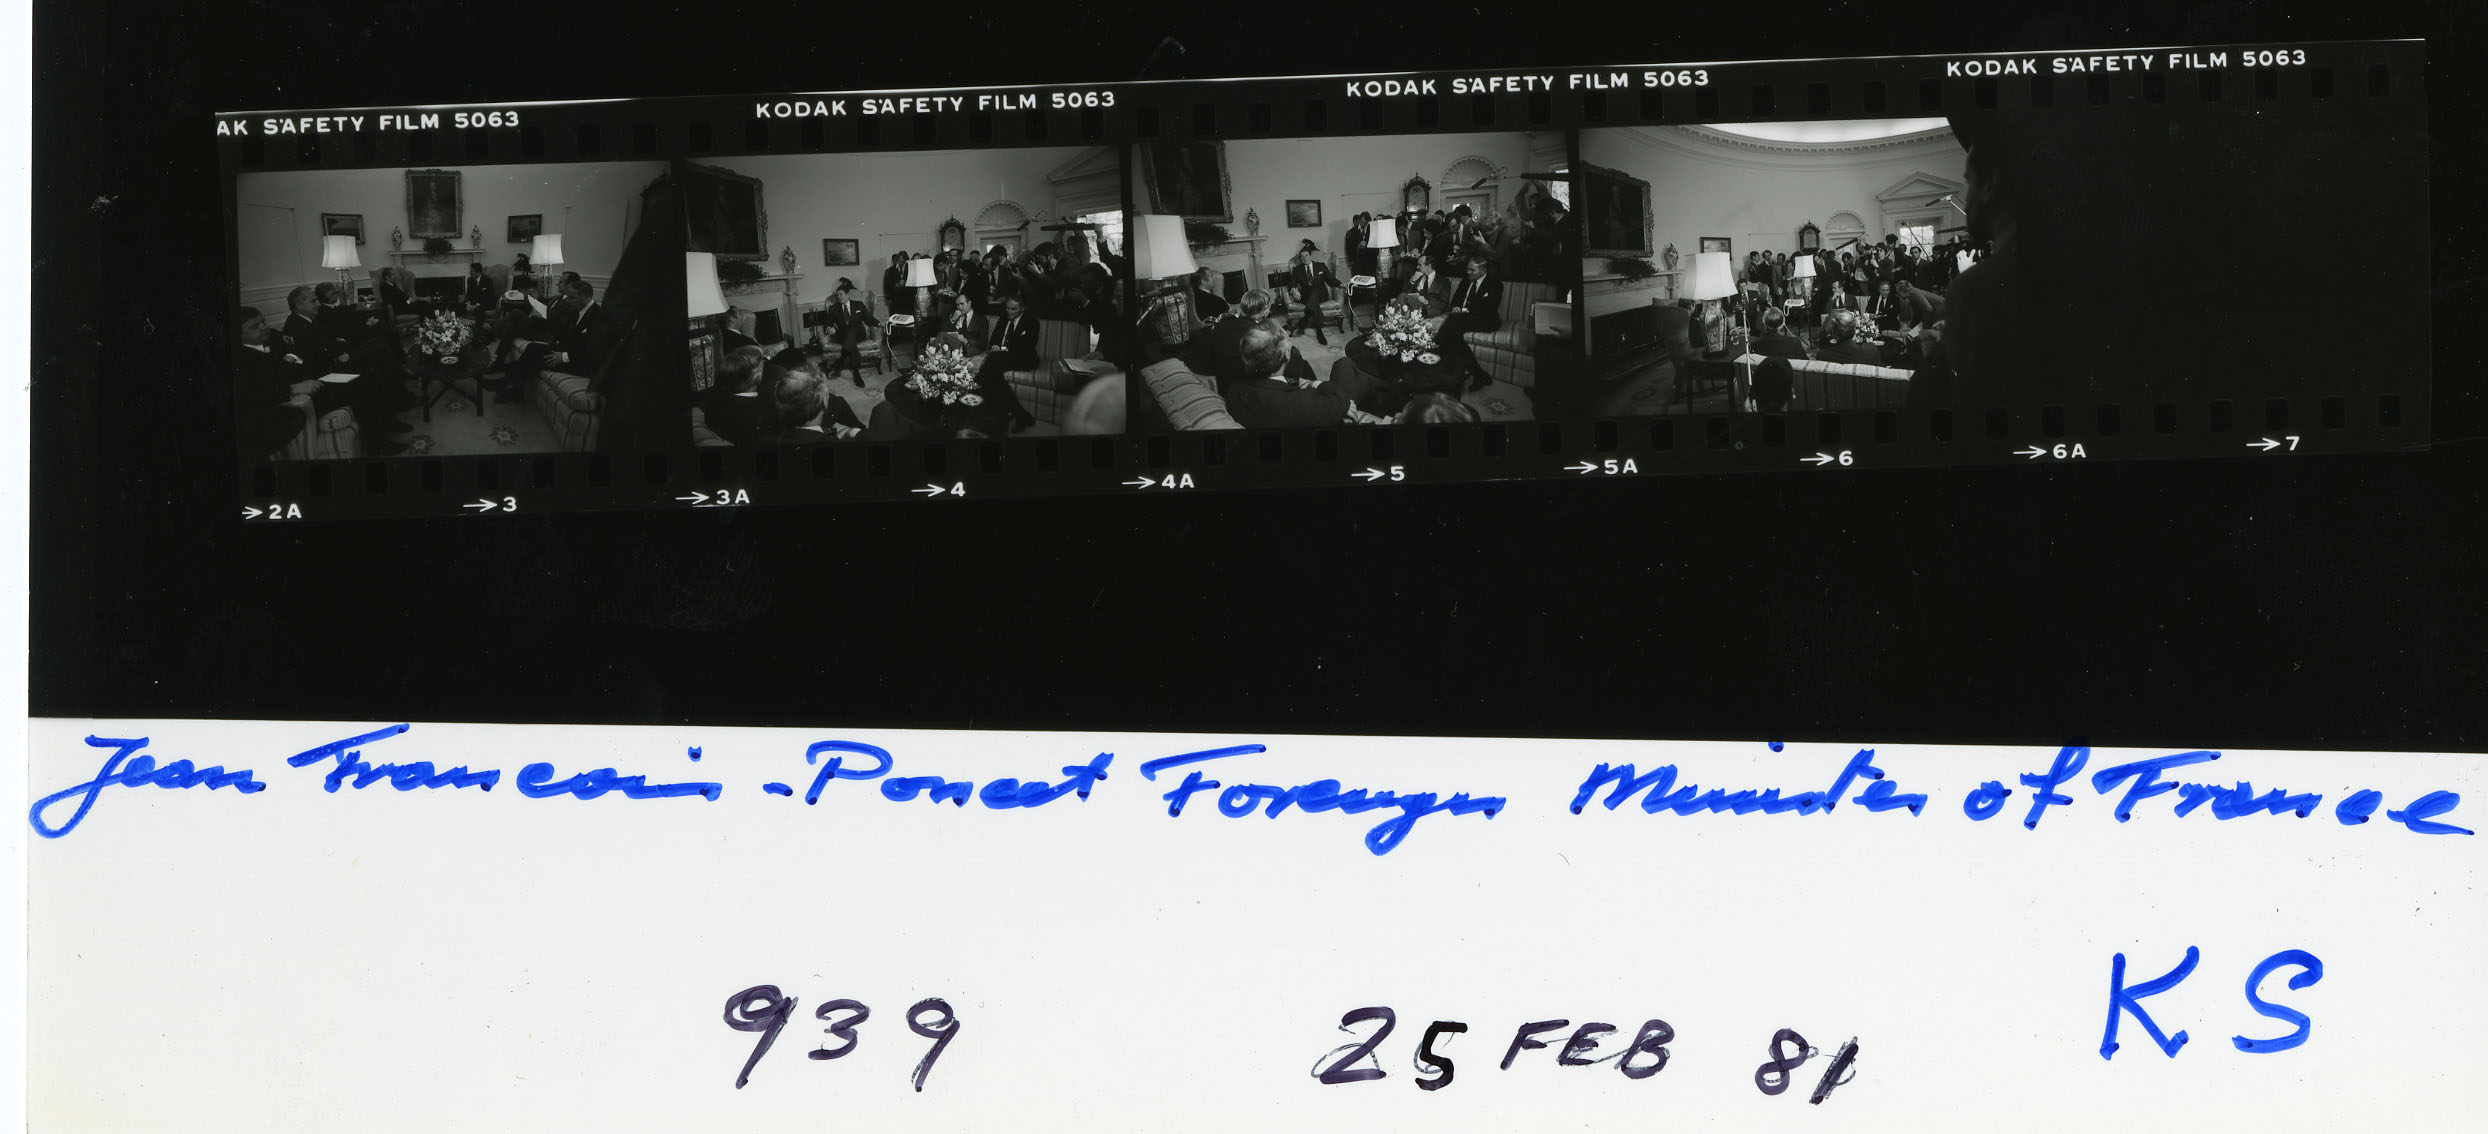 AK SAFETY FILM 5063 KODAK SAFETY FILM 5063 KODAK SAFETY FILM 5063 KODAK SAFETY FILM 5063
→2A →3 →3A →4 →4A →5 →5A →6 →6A →7
Jean Francois-Poncet Foreign Minister of France
939 25 FEB 81 KS